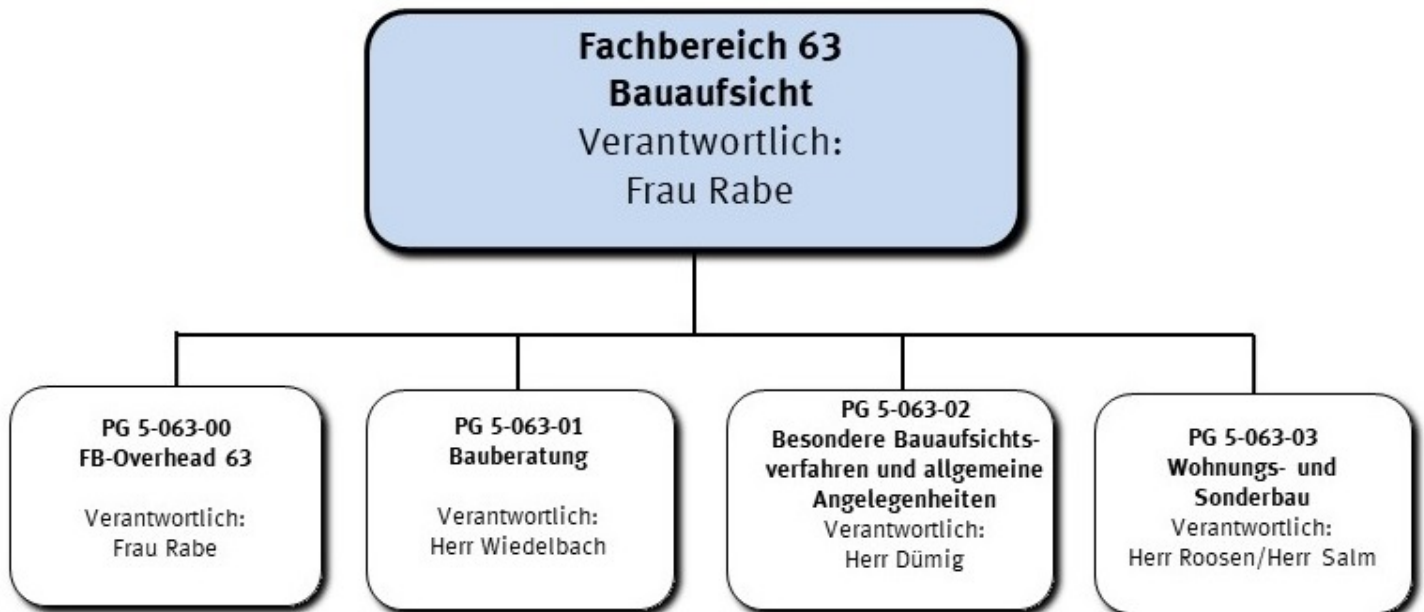 Fachbereich 63
Bauaufsicht
Verantwortlich:
Frau Rabe
PG 5-063-00
FB-Overhead 63
Verantwortlich:
Frau Rabe
PG 5-063-01
Bauberatung
Verantwortlich:
Herr Wiedelbach
PG 5-063-02
Besondere Bauaufsichts-
verfahren und allgemeine
Angelegenheiten
Verantwortlich:
Herr Dümig
PG 5-063-03
Wohnungs- und
Sonderbau
Verantwortlich:
Herr Roosen/Herr Salm